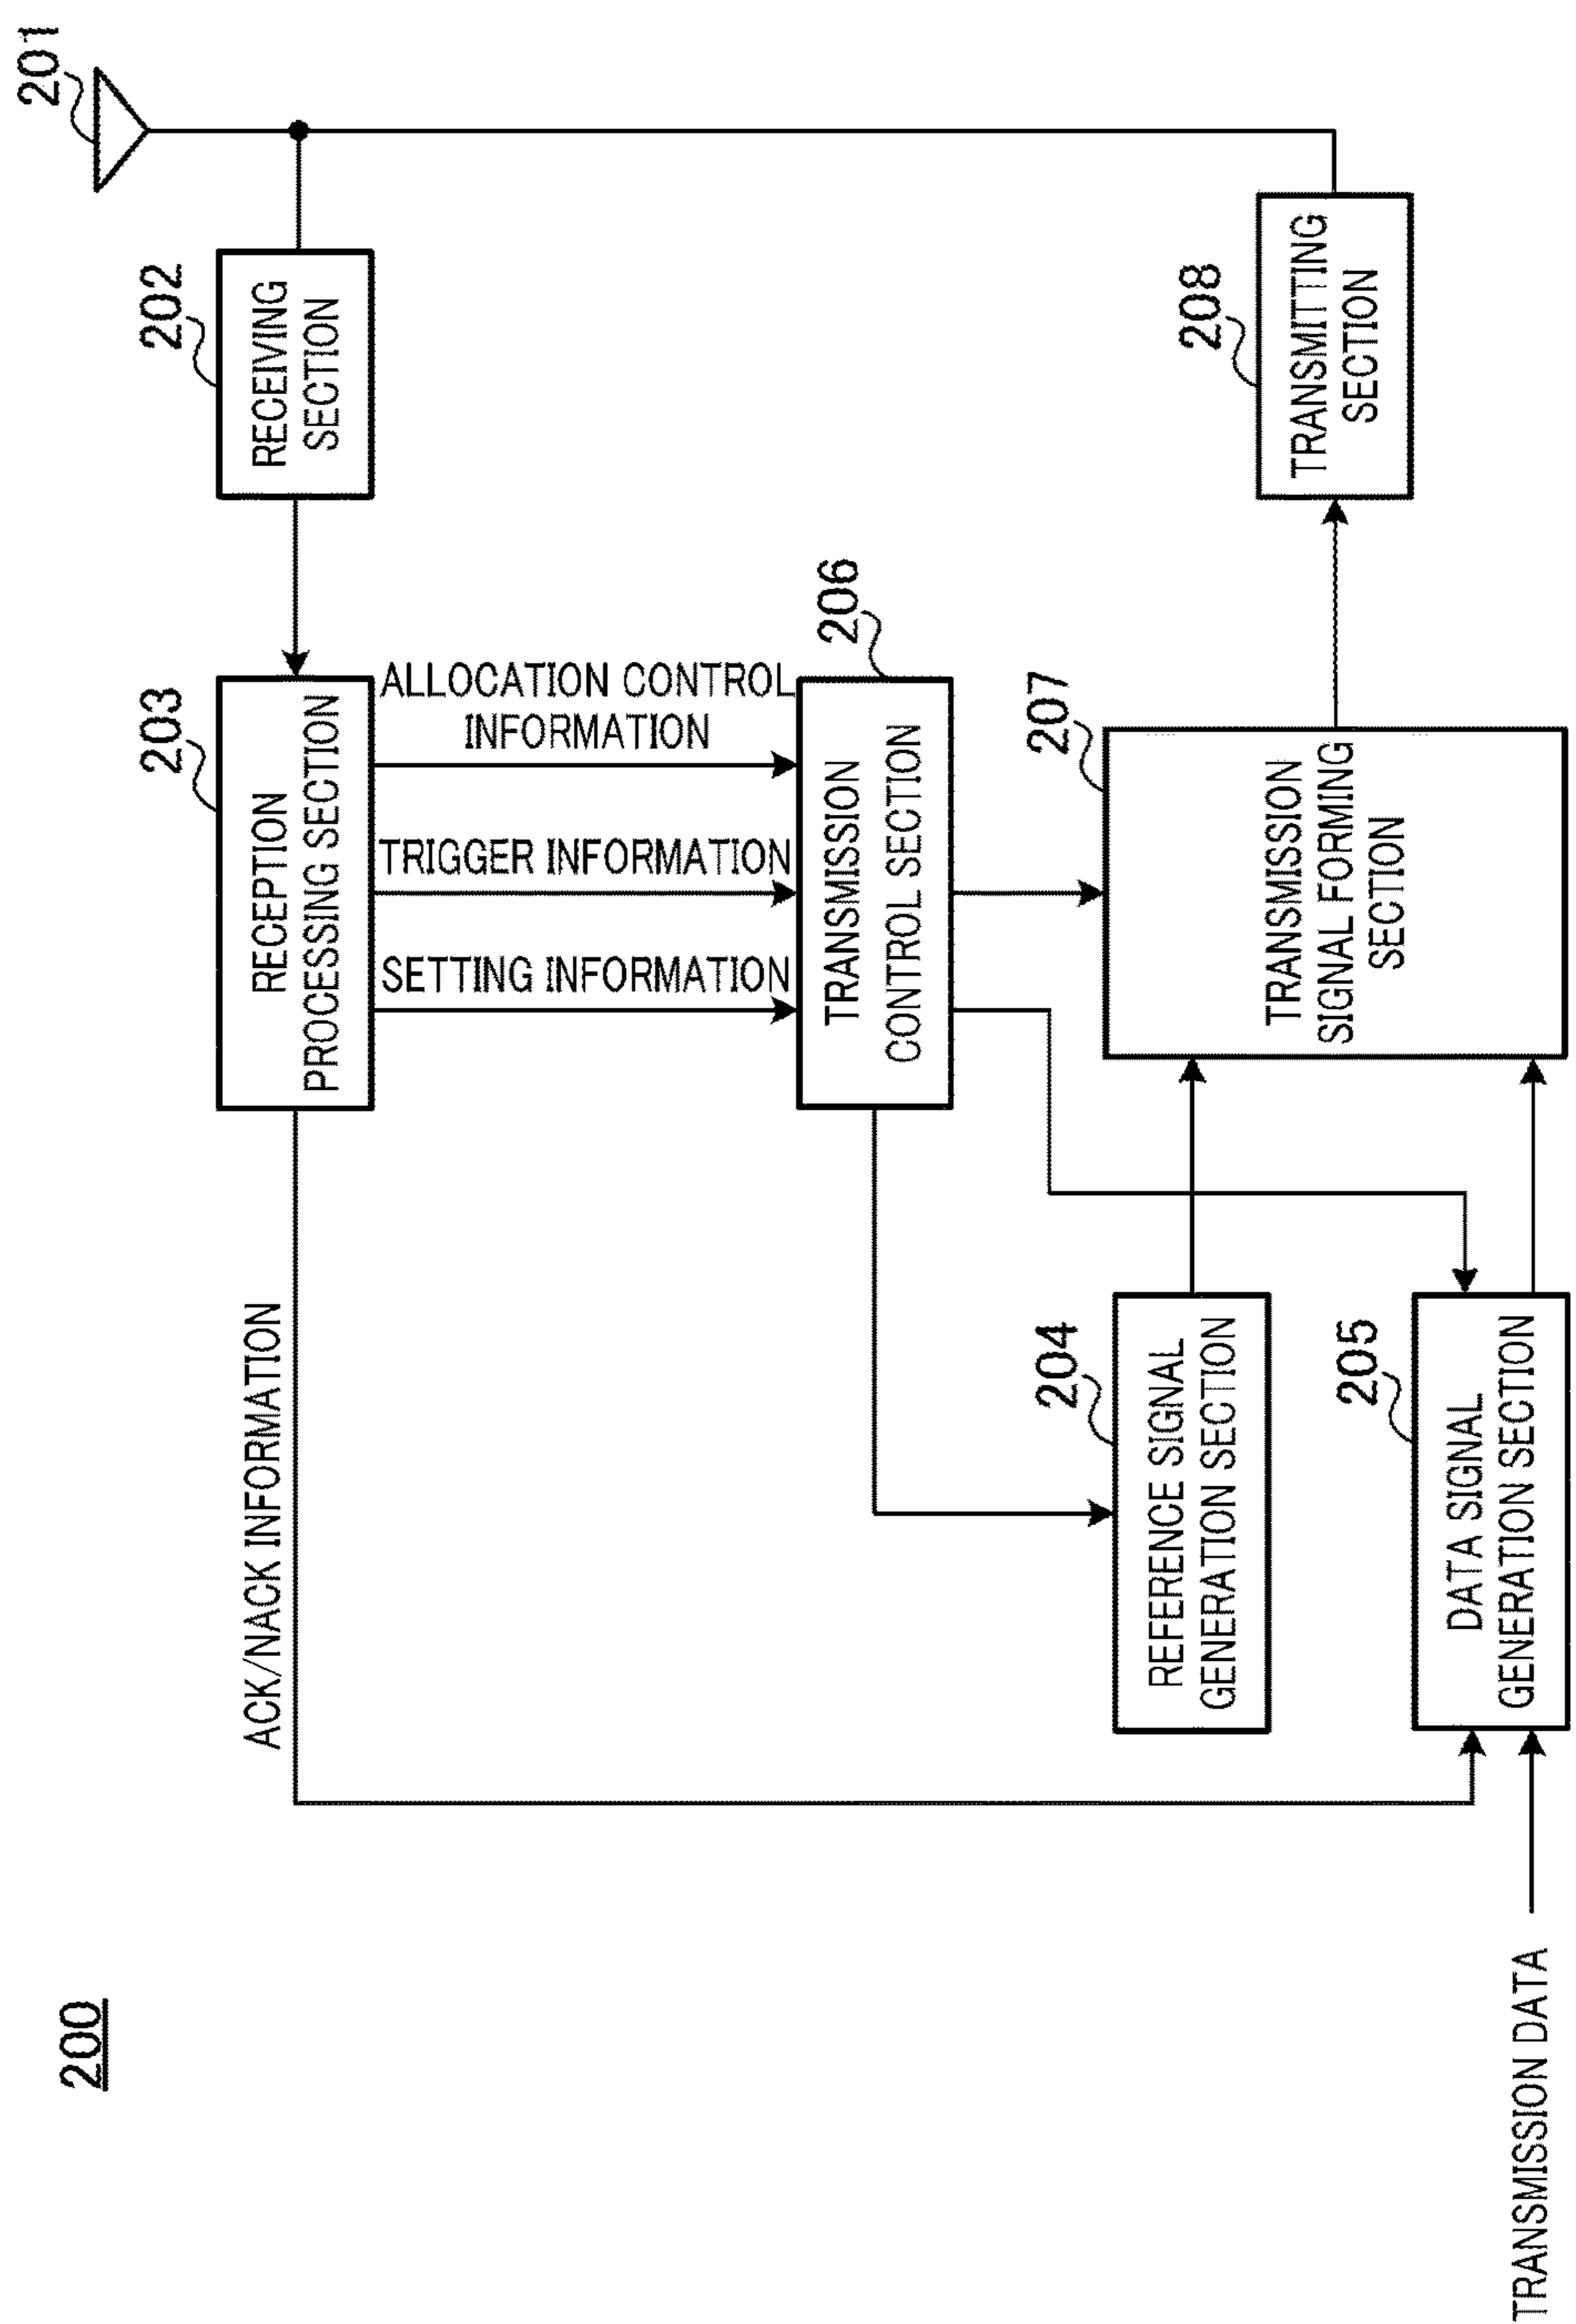 200
201
202
RECEIVING
SECTION
203
RECEPTION
PROCESSING SECTION
ACK/NACK INFORMATION
ALLOCATION CONTROL
INFORMATION
TRIGGER INFORMATION
SETTING INFORMATION
206
TRANSMISSION
CONTROL SECTION
204
REFERENCE SIGNAL
GENERATION SECTION
207
TRANSMISSION
SIGNAL FORMING
SECTION
208
TRANSMITTING
SECTION
205
DATA SIGNAL
GENERATION SECTION
TRANSMISSION DATA